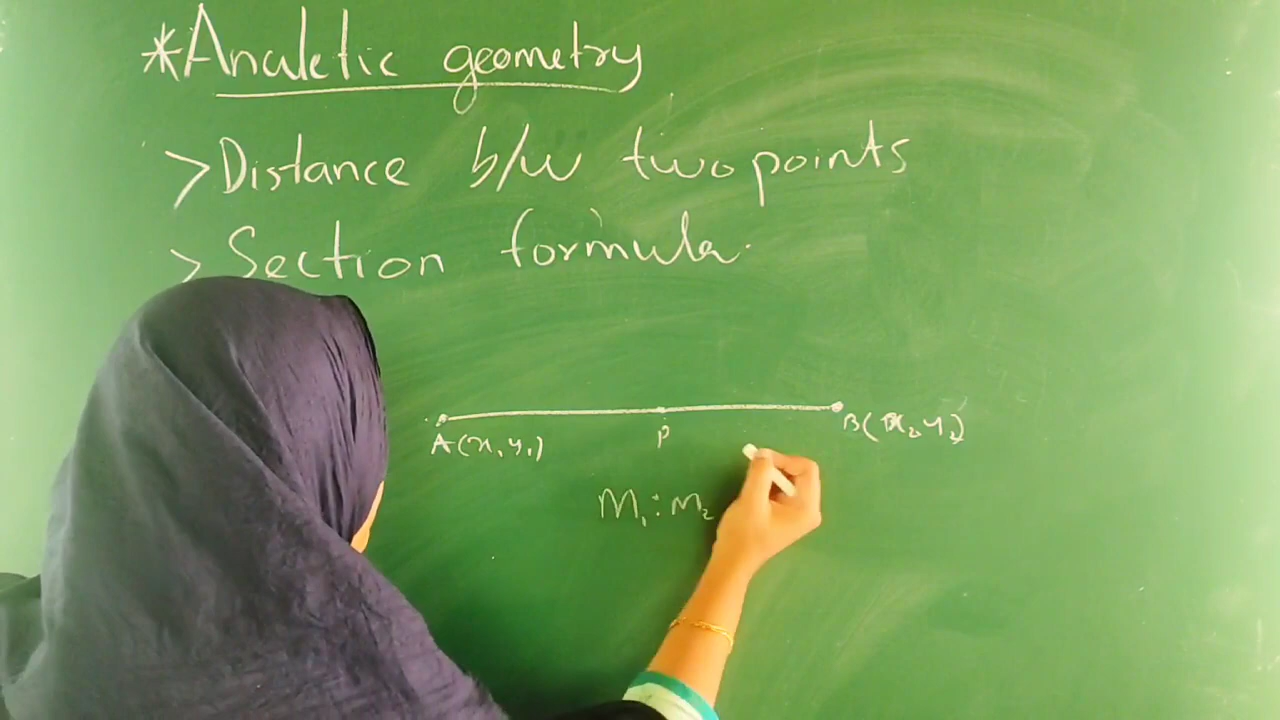 *Analetic geometry
>Distance b/w two points
> Section formula.
A(x₁ y₁) P B(x₂ y₂)
M₁:M₂